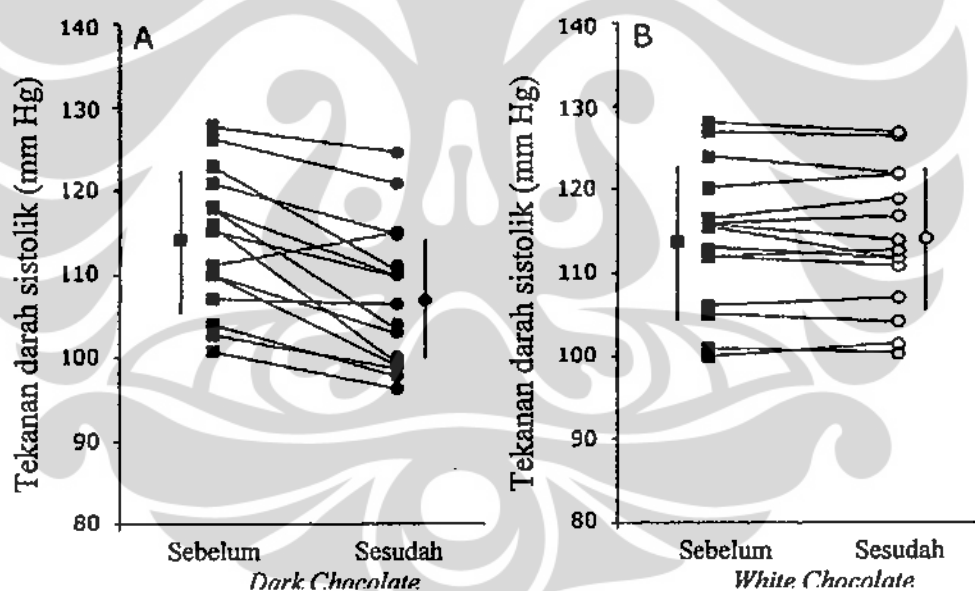 A
Tekanan darah sistolik (mm Hg)
140
130
120
110
100
90
80
Sebelum Sesudah
Dark Chocolate
B
Tekanan darah sistolik (mm Hg)
140
130
120
110
100
90
80
Sebelum Sesudah
White Chocolate